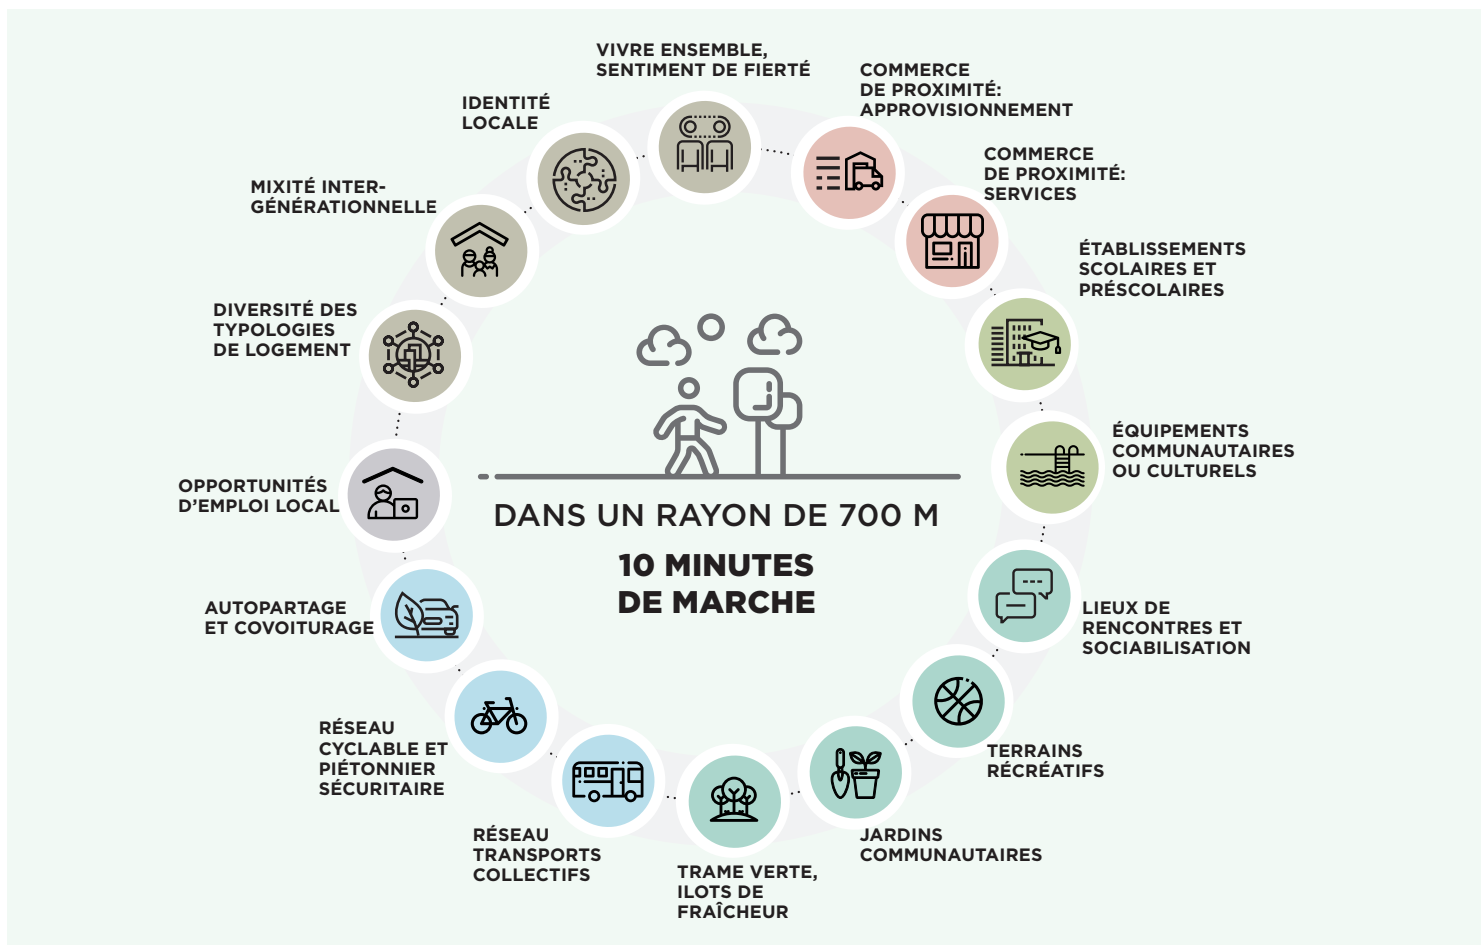 VIVRE ENSEMBLE,
SENTIMENT DE FIERTÉ
COMMERCE
DE PROXIMITÉ:
APPROVISIONNEMENT
COMMERCE
DE PROXIMITÉ:
SERVICES
ÉTABLISSEMENTS
SCOLAIRES ET
PRÉSCOLAIRES
ÉQUIPEMENTS
COMMUNAUTAIRES
OU CULTURELS
LIEUX DE
RENCONTRES ET
SOCIABILISATION
TERRAINS
RÉCRÉATIFS
JARDINS
COMMUNAUTAIRES
TRAME VERTE,
ILOTS DE
FRAÎCHEUR
RÉSEAU
TRANSPORTS
COLLECTIFS
RÉSEAU
CYCLABLE ET
PIÉTONNIER
SÉCURITAIRE
AUTOPARTAGE
ET COVOITURAGE
OPPORTUNITÉS
D'EMPLOI LOCAL
DIVERSITÉ DES
TYPOLOGIES
DE LOGEMENT
MIXITÉ INTER-
GÉNÉRATIONNELLE
IDENTITÉ
LOCALE
DANS UN RAYON DE 700 M
10 MINUTES
DE MARCHE